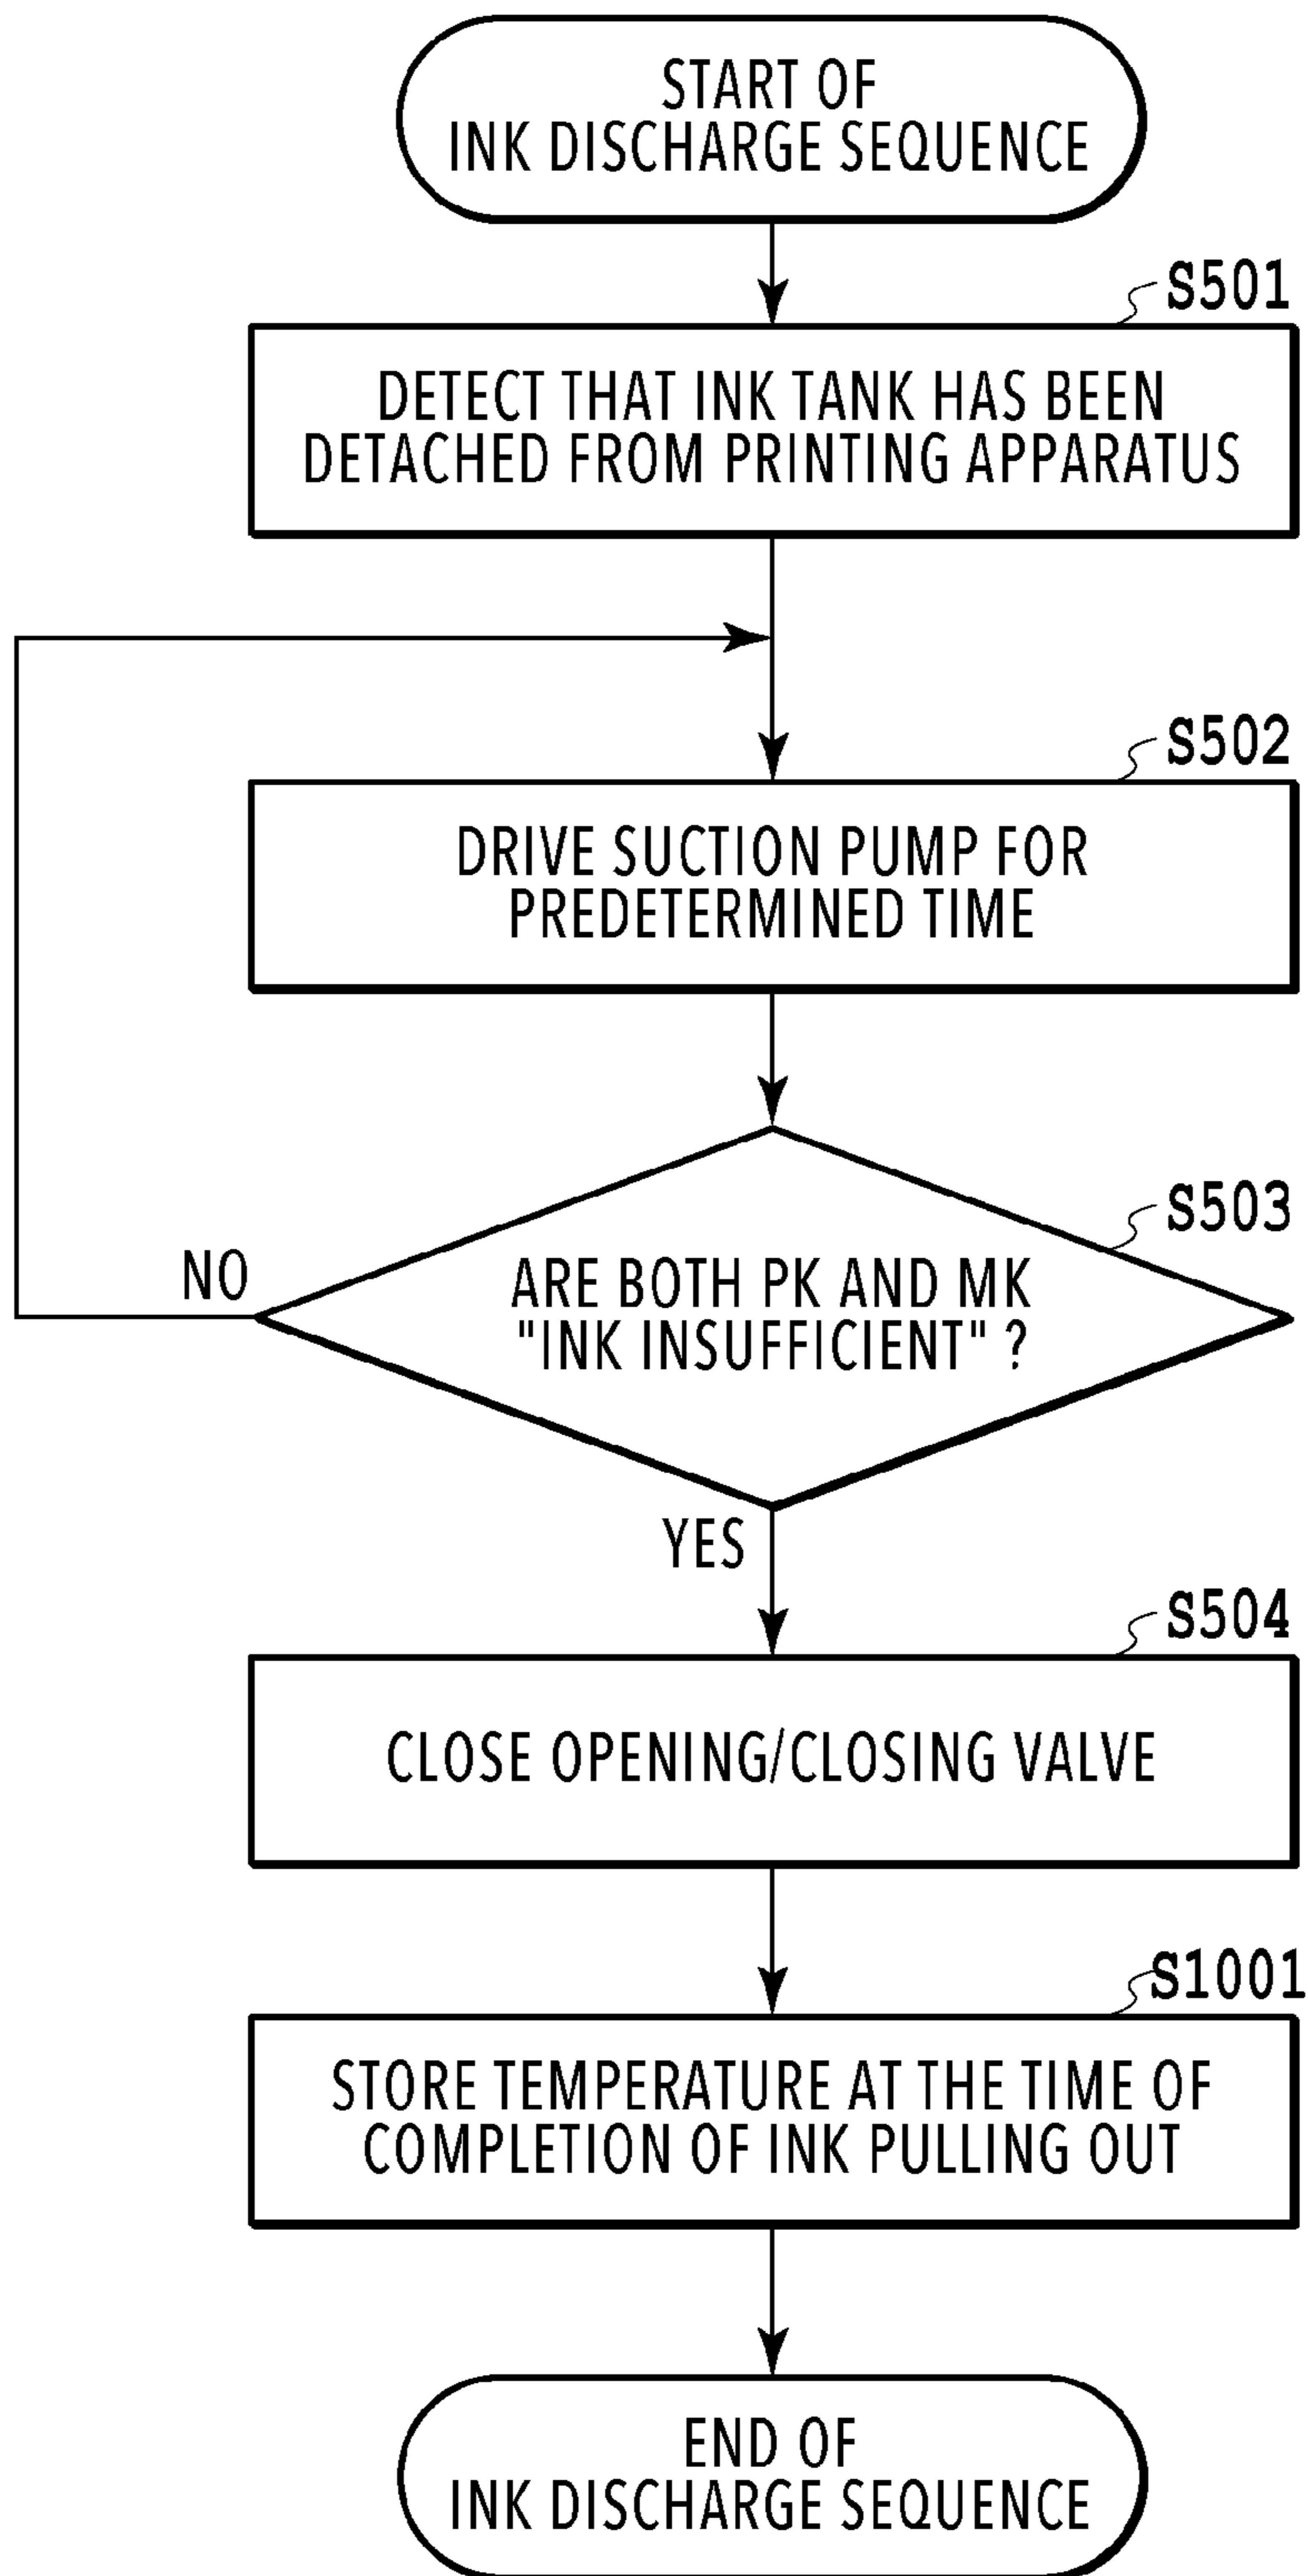 START OF
INK DISCHARGE SEQUENCE
S501
DETECT THAT INK TANK HAS BEEN
DETACHED FROM PRINTING APPARATUS
S502
DRIVE SUCTION PUMP FOR
PREDETERMINED TIME
S503
NO
ARE BOTH PK AND MK
"INK INSUFFICIENT" ?
YES
S504
CLOSE OPENING/CLOSING VALVE
S1001
STORE TEMPERATURE AT THE TIME OF
COMPLETION OF INK PULLING OUT
END OF
INK DISCHARGE SEQUENCE